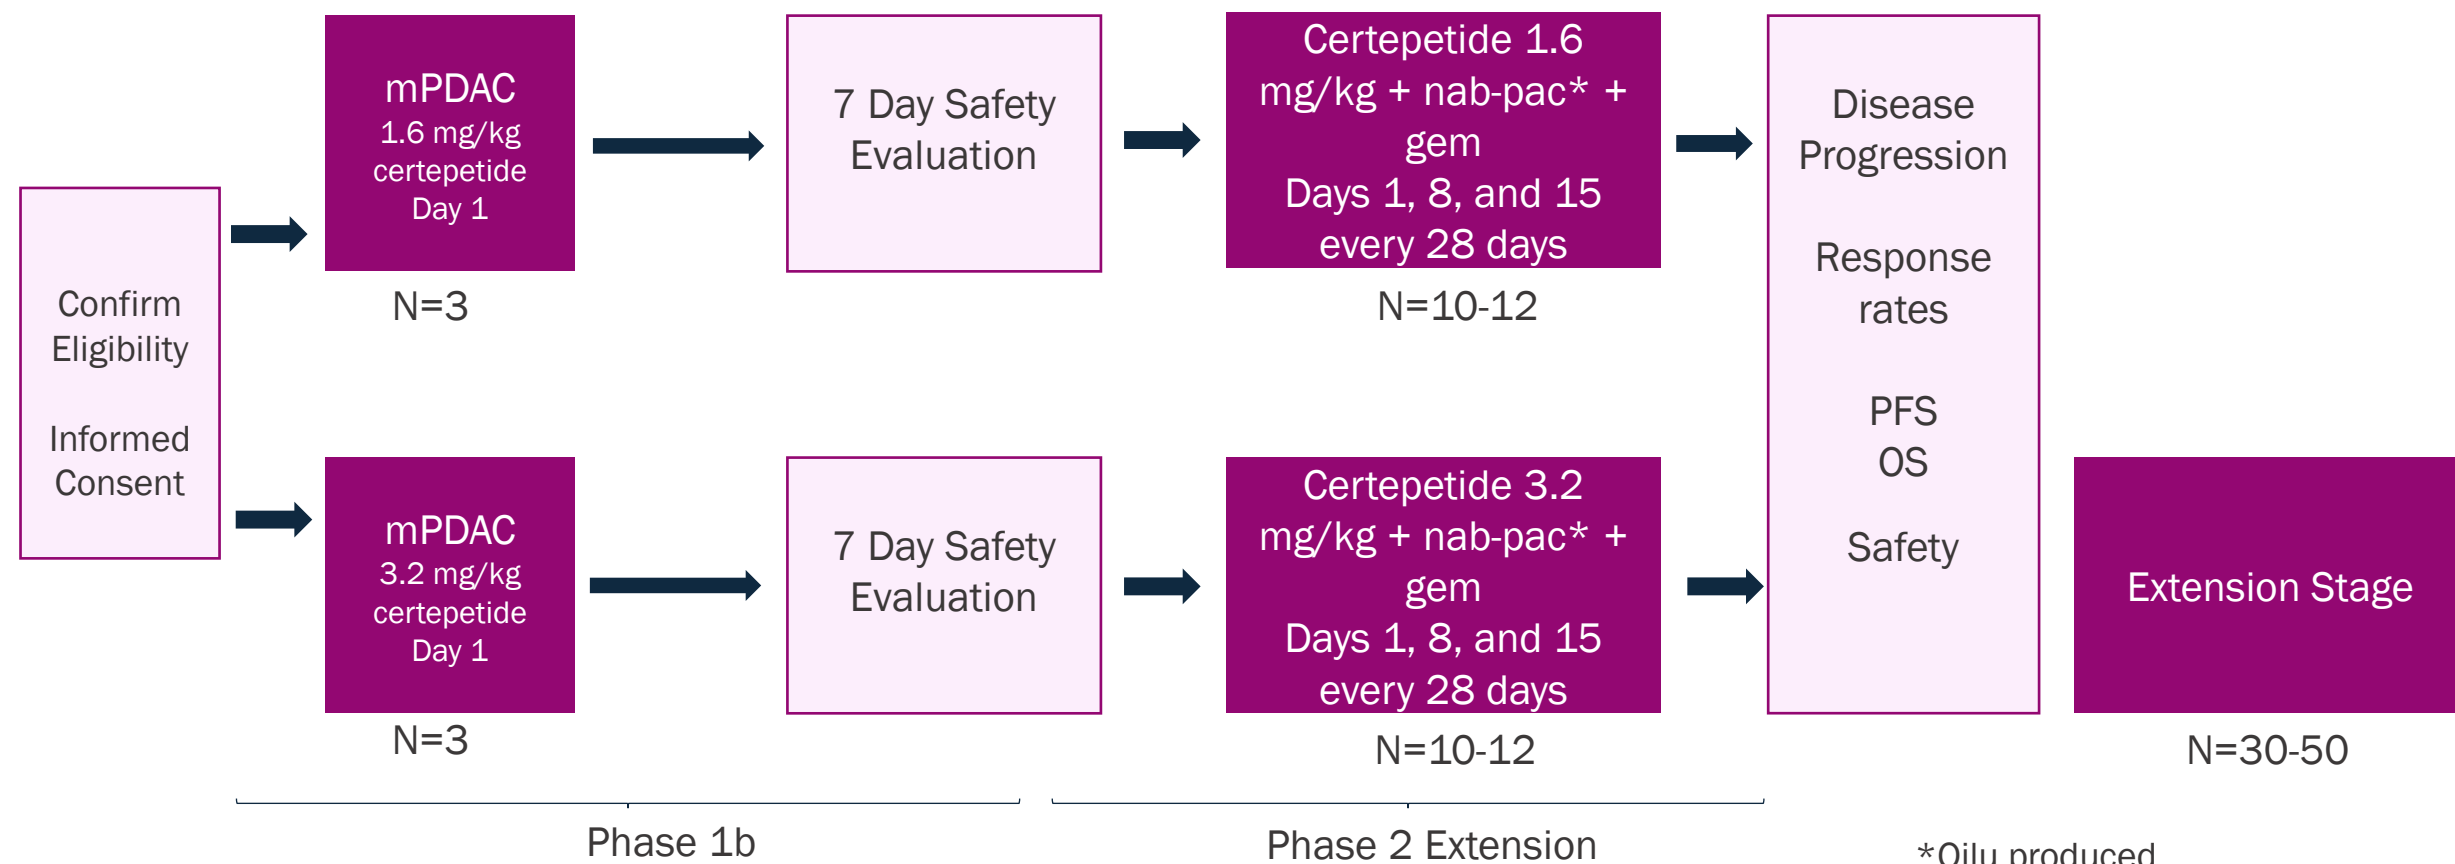 Confirm
Eligibility
Informed
Consent
mPDAC
1.6 mg/kg
certepetide
Day 1
N=3
7 Day Safety
Evaluation
Certepetide 1.6
mg/kg + nab-pac* +
gem
Days 1, 8, and 15
every 28 days
N=10-12
mPDAC
3.2 mg/kg
certepetide
Day 1
N=3
7 Day Safety
Evaluation
Certepetide 3.2
mg/kg + nab-pac* +
gem
Days 1, 8, and 15
every 28 days
N=10-12
Disease
Progression
Response
rates
PFS
OS
Safety
Extension Stage
N=30-50
Phase 1b
Phase 2 Extension
*Qilu produced